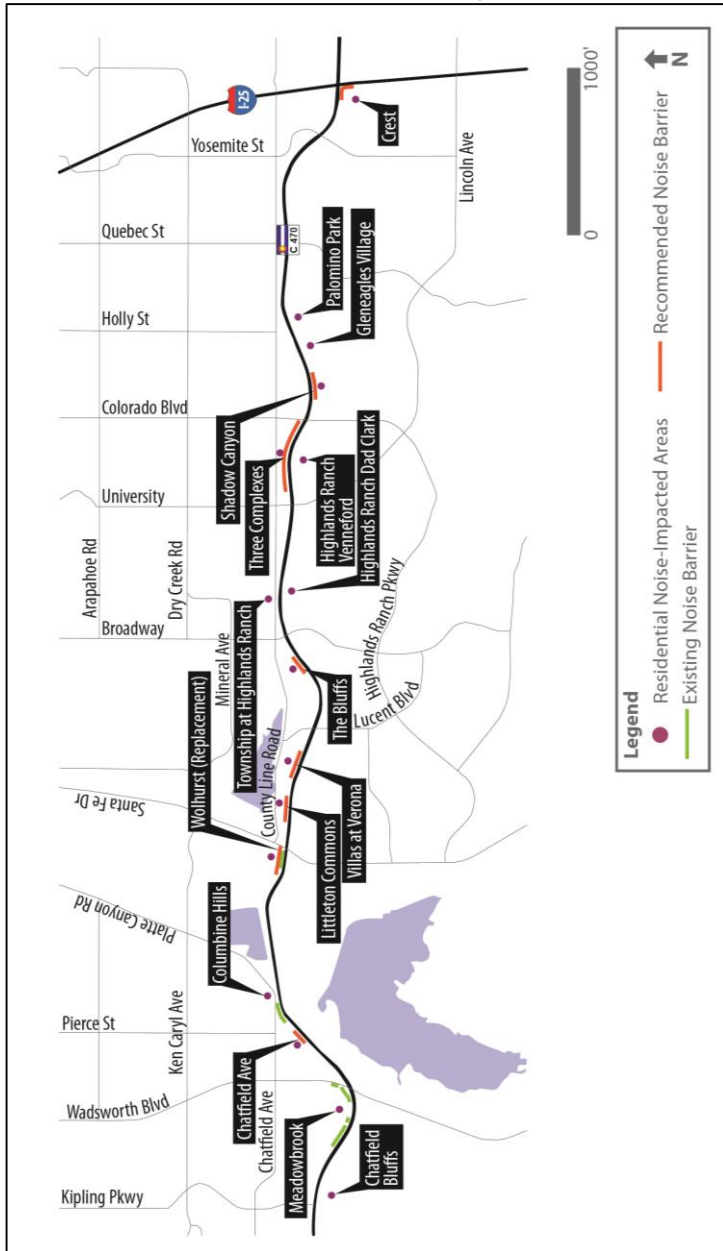 Arapahoe Rd
Dry Creek Rd
Mineral Ave
County Line Road
Ken Caryl Ave
Chatfield Ave
Kipling Pkwy
Wadsworth Blvd
Pierce St
Platte Canyon Rd
Santa Fe Dr
Broadway
University
Colorado Blvd
Holly St
Quebec St
Yosemite St
I-25
C 470
Lucent Blvd
Highlands Ranch Pkwy
Lincoln Ave
Chatfield
Bluffs
Meadowbrook
Chatfield Ave
Columbine Hills
Wolhurst (Replacement)
Littleton Commons
Villas at Verona
The Bluffs
Township at Highlands Ranch
Highlands Ranch Dad Clark
Highlands Ranch
Venneford
Three Complexes
Shadow Canyon
Gleneagles Village
Palomino Park
Crest
0
1000'
Legend
Residential Noise-Impacted Areas
Existing Noise Barrier
Recommended Noise Barrier
N